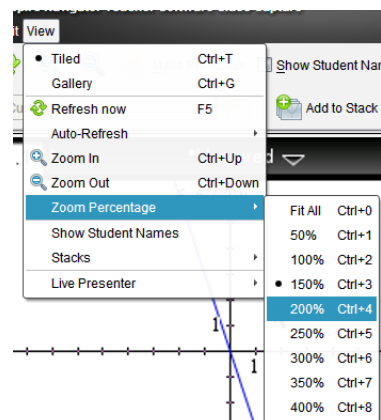 View
Tiled Ctrl+T
Gallery Ctrl+G
Refresh now F5
Auto-Refresh
Zoom In Ctrl+Up
Zoom Out Ctrl+Down
Zoom Percentage
Show Student Names
Stacks
Live Presenter
Show Student Nar
Add to Stack
Fit All Ctrl+0
50% Ctrl+1
100% Ctrl+2
150% Ctrl+3
200% Ctrl+4
250% Ctrl+5
300% Ctrl+6
350% Ctrl+7
400% Ctrl+8
1
1